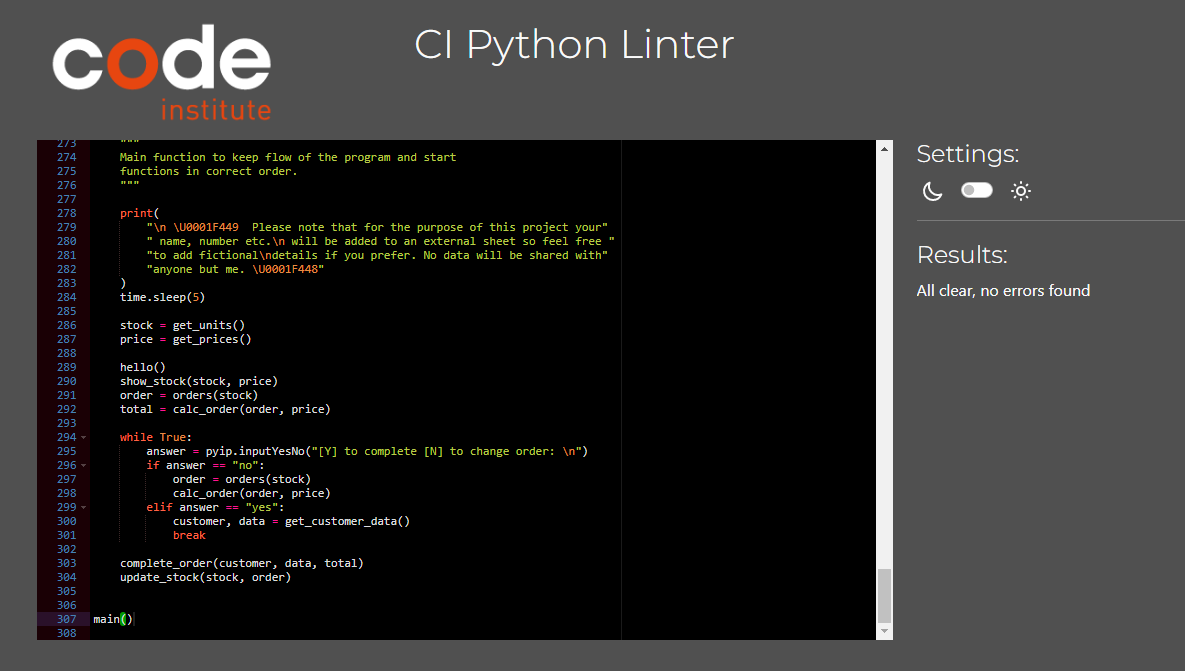 code
institute
CI Python Linter
273 """
274 Main function to keep flow of the program and start
275 functions in correct order.
276 """
277
278 print(
279 "\n \U0001F449  Please note that for the purpose of this project your"
280 " name, number etc.\n will be added to an external sheet so feel free "
281 "to add fictional\ndetails if you prefer. No data will be shared with"
282 "anyone but me. \U0001F448"
283 )
284 time.sleep(5)
285
286 stock = get_units()
287 price = get_prices()
288
289 hello()
290 show_stock(stock, price)
291 order = orders(stock)
292 total = calc_order(order, price)
293
294 while True:
295 answer = pyip.inputYesNo("[Y] to complete [N] to change order: \n")
296 if answer == "no":
297 order = orders(stock)
298 calc_order(order, price)
299 elif answer == "yes":
300 customer, data = get_customer_data()
301 break
302
303 complete_order(customer, data, total)
304 update_stock(stock, order)
305
306
307 main()
308
Settings:
Results:
All clear, no errors found